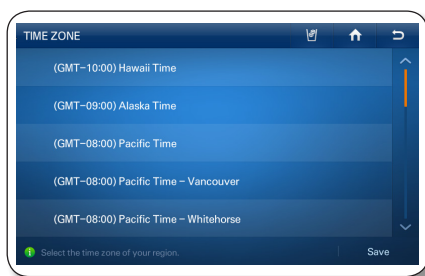 TIME ZONE
(GMT−10:00) Hawaii Time
(GMT−09:00) Alaska Time
(GMT−08:00) Pacific Time
(GMT−08:00) Pacific Time − Vancouver
(GMT−08:00) Pacific Time − Whitehorse
Select the time zone of your region.
Save